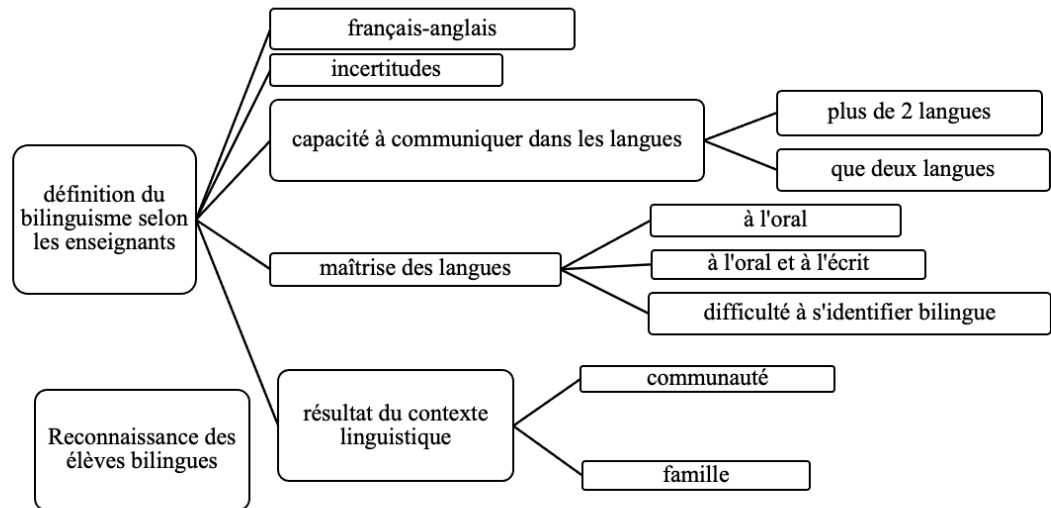 français-anglais
incertitudes
capacité à communiquer dans les langues
plus de 2 langues
que deux langues
définition du
bilinguisme selon
les enseignants
maîtrise des langues
à l'oral
à l'oral et à l'écrit
difficulté à s'identifier bilingue
résultat du contexte
linguistique
communauté
famille
Reconnaissance des
élèves bilingues